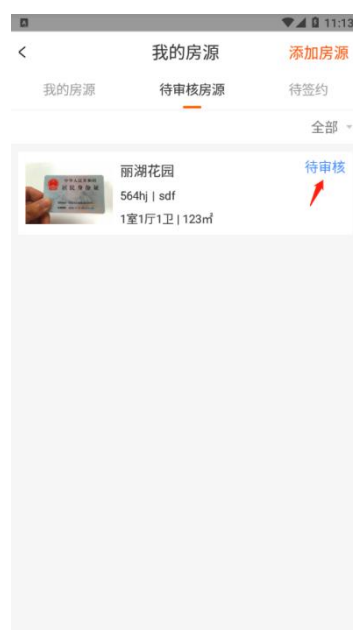 11:13
我的房源
添加房源
我的房源 待审核房源 待签约
全部
丽湖花园
待审核
564hj | sdf
1室1厅1卫 | 123㎡